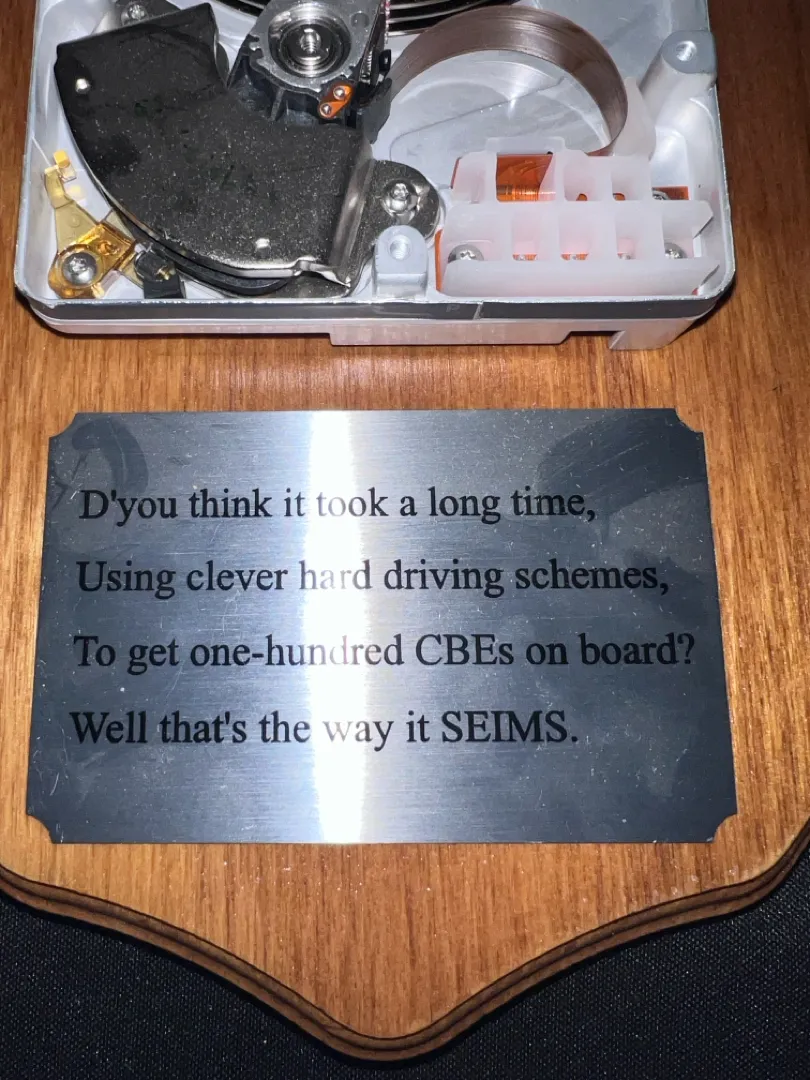 D'you think it took a long time,
Using clever hard driving schemes,
To get one-hundred CBEs on board?
Well that's the way it SEIMS.